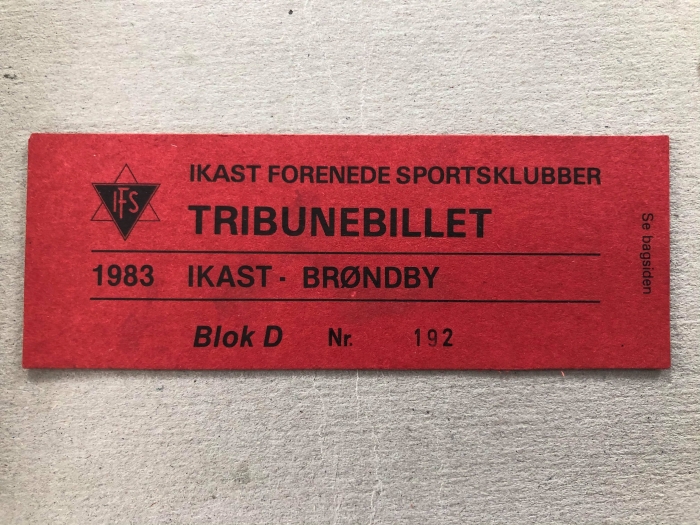 IFS
IKAST FORENEDE SPORTSKLUBBER
TRIBUNEBILLET
1983 IKAST - BRØNDBY
Blok D Nr. 192
Se bagsiden